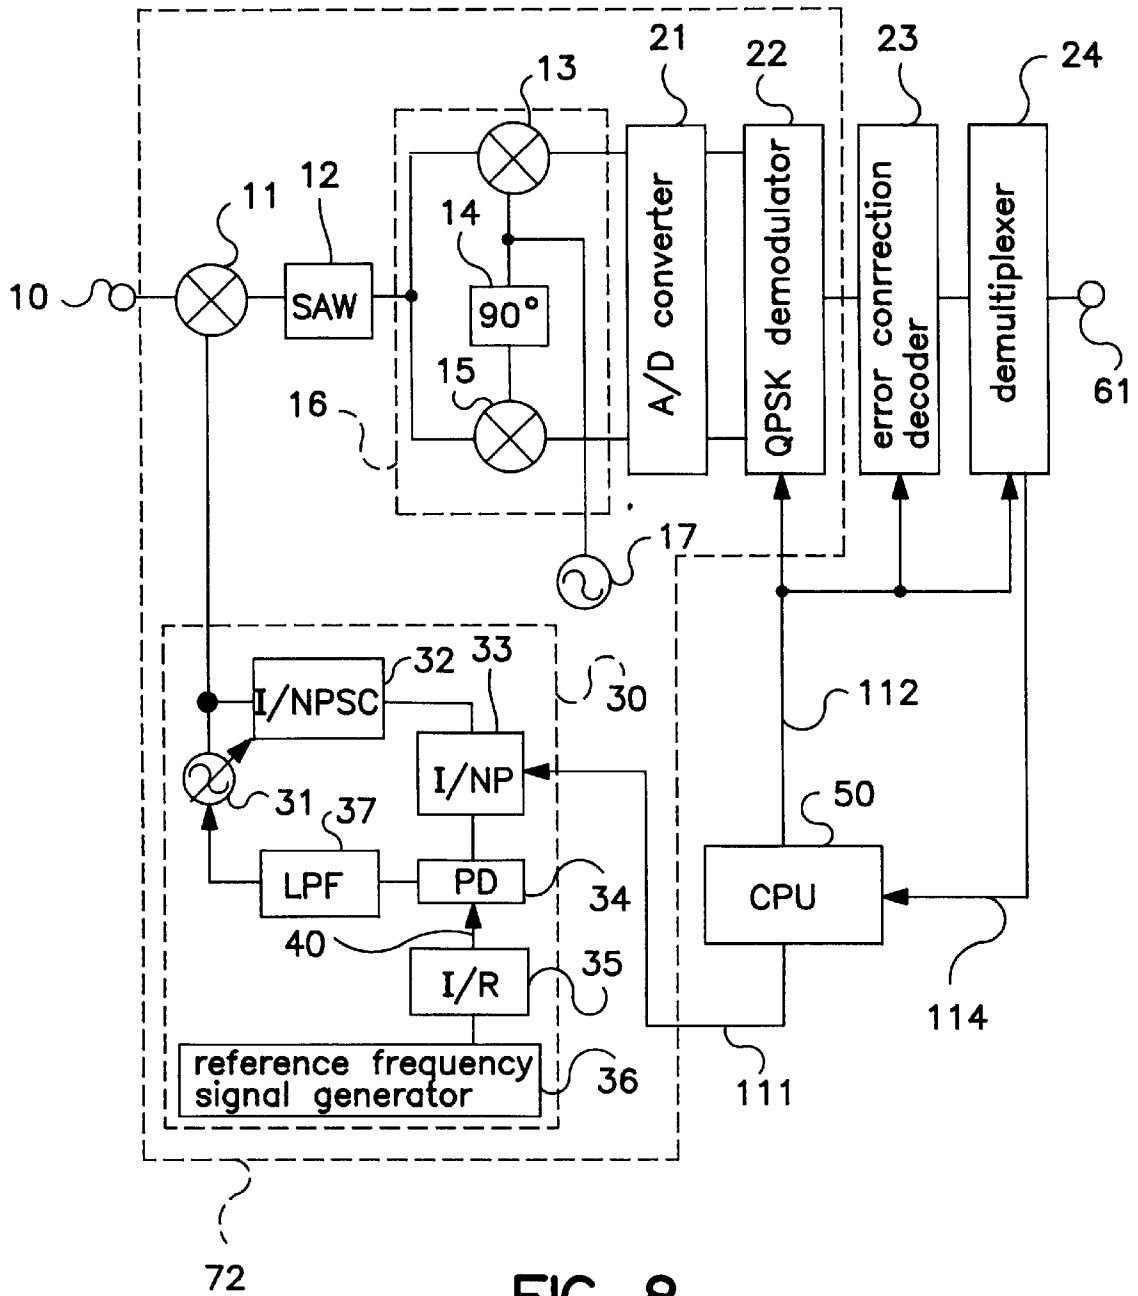 21
23
24
13
22
12
11
14
10
SAW
90°
A/D converter
QPSK demodulator
error conrrection
decoder
demultiplexer
15
16
61
17
32
33
30
I/NPSC
112
I/NP
31
37
50
LPF
PD
34
CPU
40
I/R
35
114
reference frequency
signal generator
36
111
72
FIG. 8